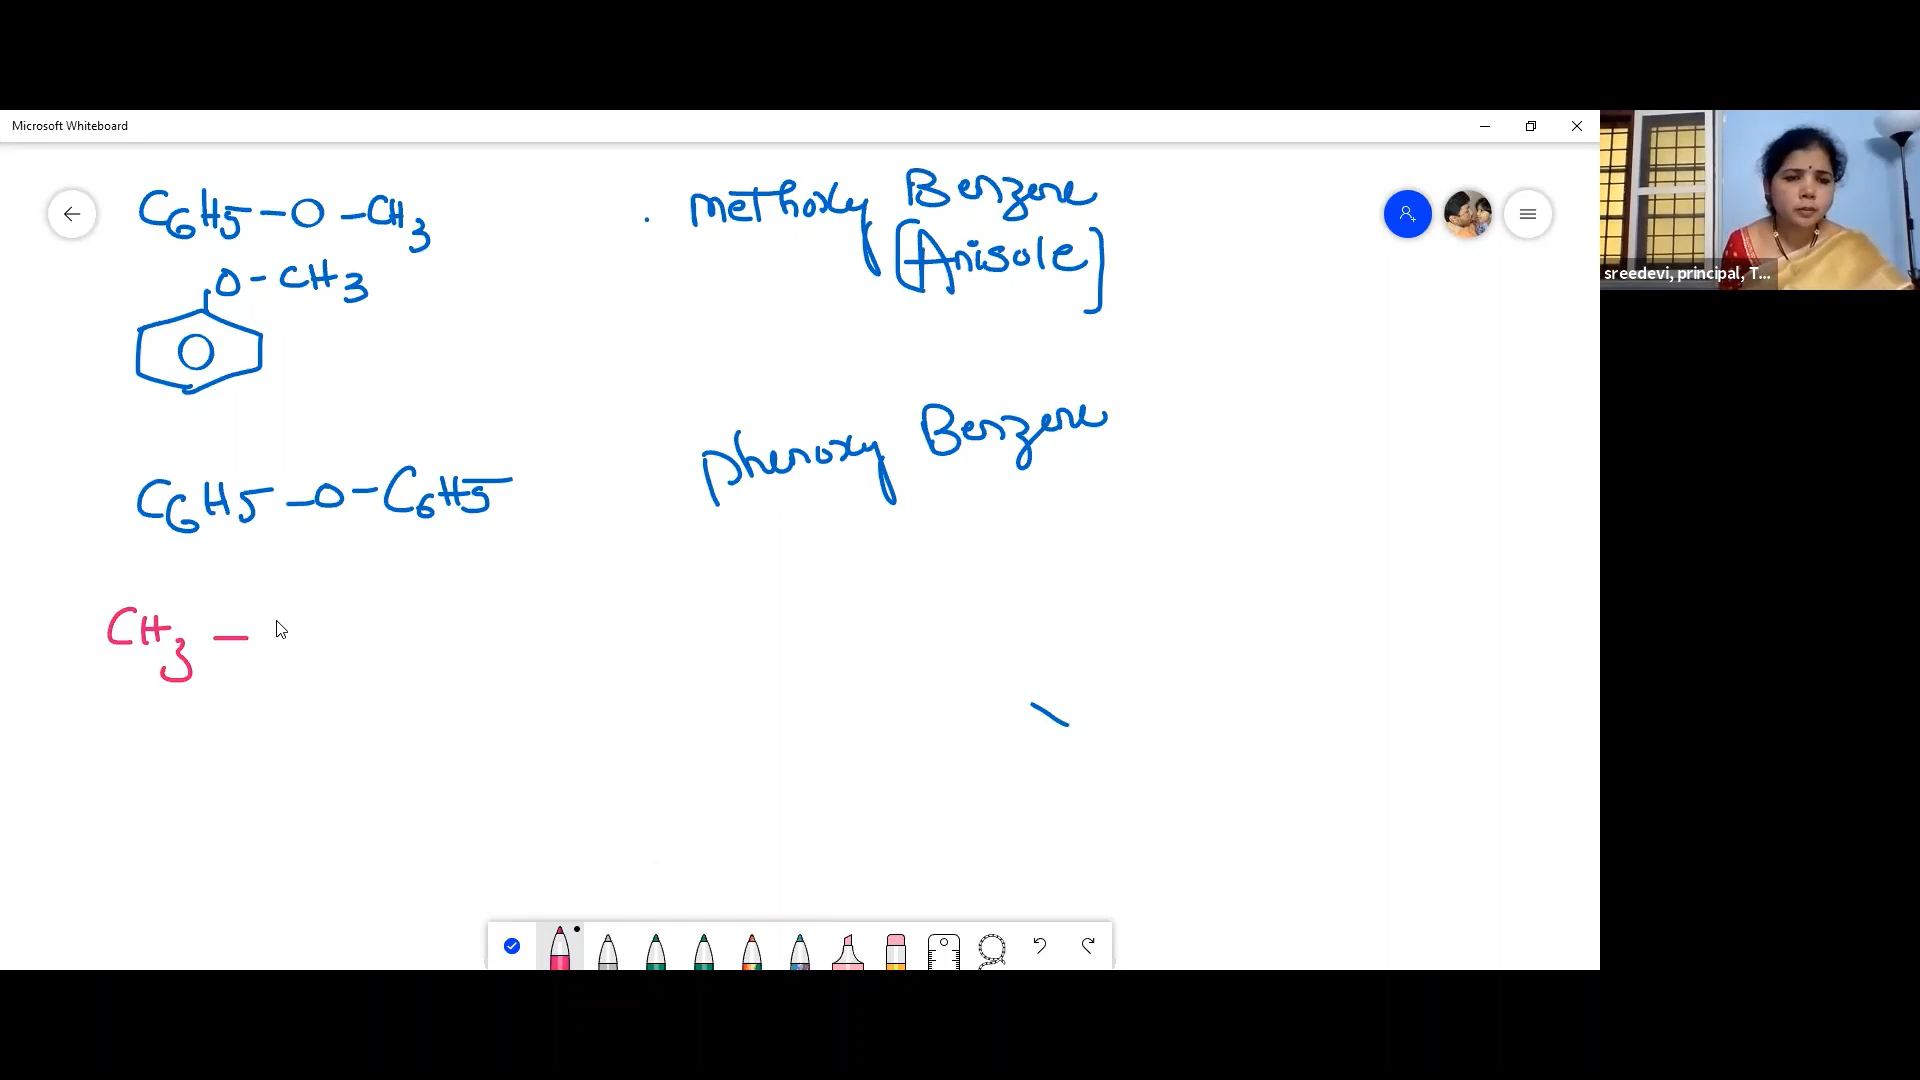 Microsoft Whiteboard
C6H5-O-CH3 . methoxy Benzene
[Anisole]
O-CH3
phenoxy Benzene
C6H5-O-C6H5
CH3 -
sreedevi, principal, T...